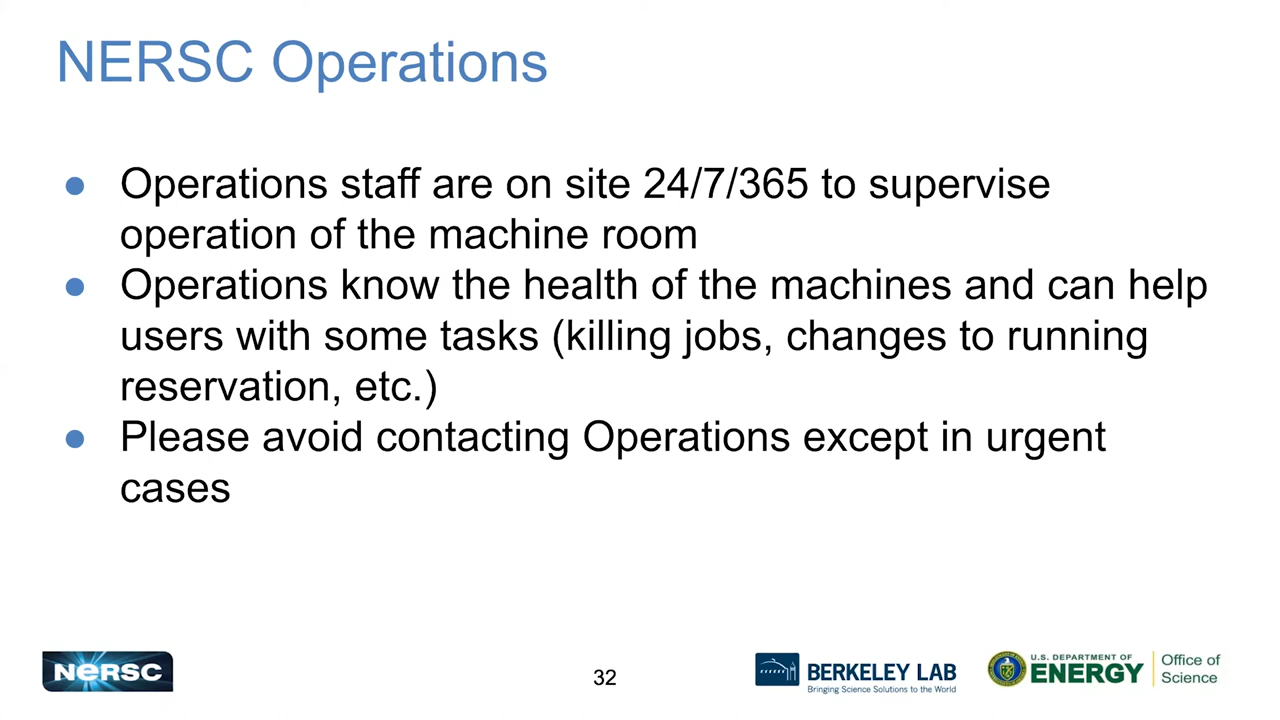 NERSC Operations
● Operations staff are on site 24/7/365 to supervise
operation of the machine room
● Operations know the health of the machines and can help
users with some tasks (killing jobs, changes to running
reservation, etc.)
● Please avoid contacting Operations except in urgent
cases
NERSC
32
BERKELEY LAB
Bringing Science Solutions to the World
U.S. DEPARTMENT OF
ENERGY
Office of
Science